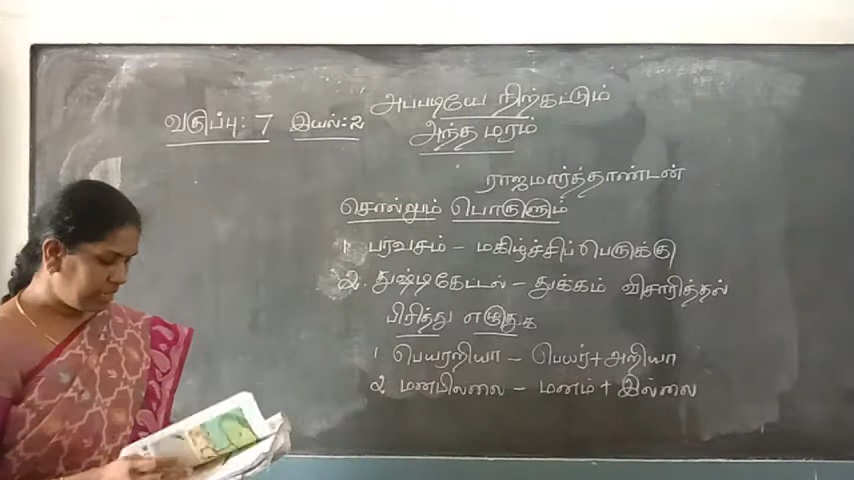 அப்படியே நிற்கட்டும்
வகுப்பு: 7 இயல்:2 அந்த மரம்
ராஜமார்த்தாண்டன்
சொல்லும் பொருளும்
1. பரவசம் – மகிழ்ச்சிப்பெருக்கு
2. துஷ்டிகேட்டல் – துக்கம் விசாரித்தல்
பிரித்து எழுதுக
1. பெயரறியா – பெயர்+அறியா
2. மனமில்லை – மனம் + இல்லை